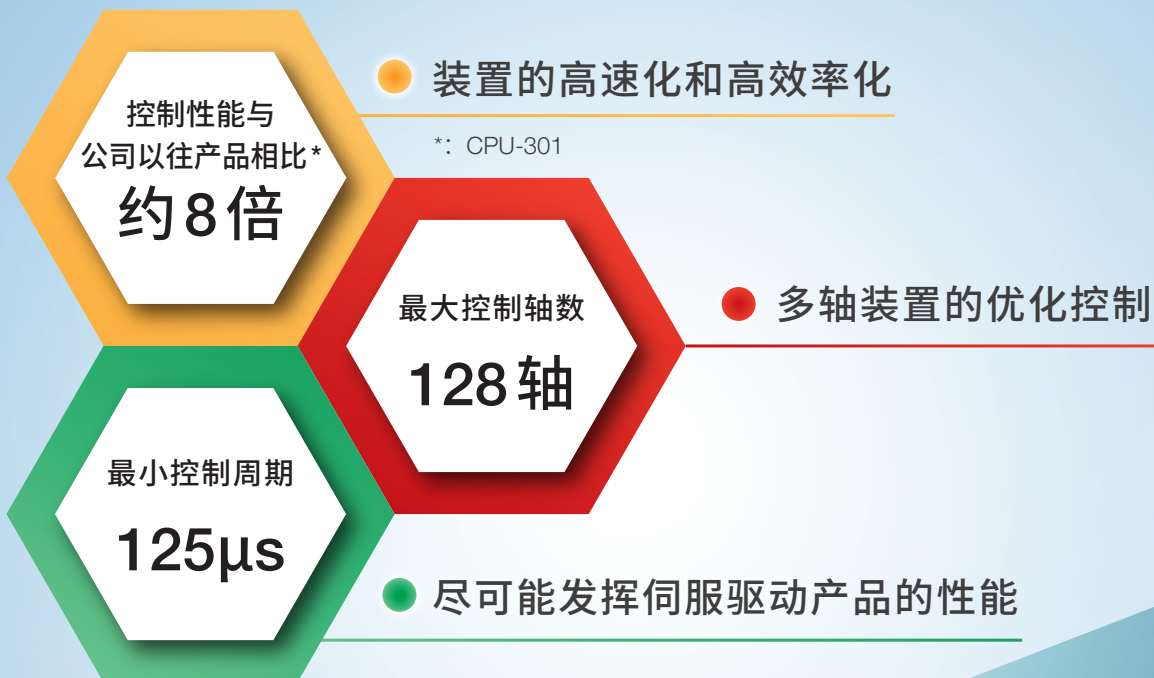 控制性能与
公司以往产品相比*
约8倍
装置的高速化和高效率化
*：CPU-301
最大控制轴数
128轴
多轴装置的优化控制
最小控制周期
125μs
尽可能发挥伺服驱动产品的性能